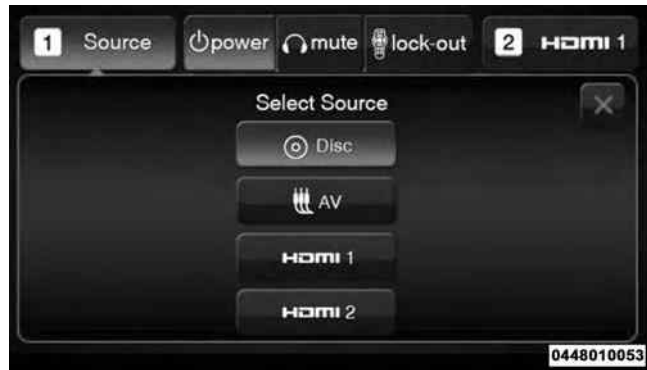 1 Source power mute lock-out 2 HDMI 1
Select Source
Disc
AV
HDMI 1
HDMI 2
0448010053